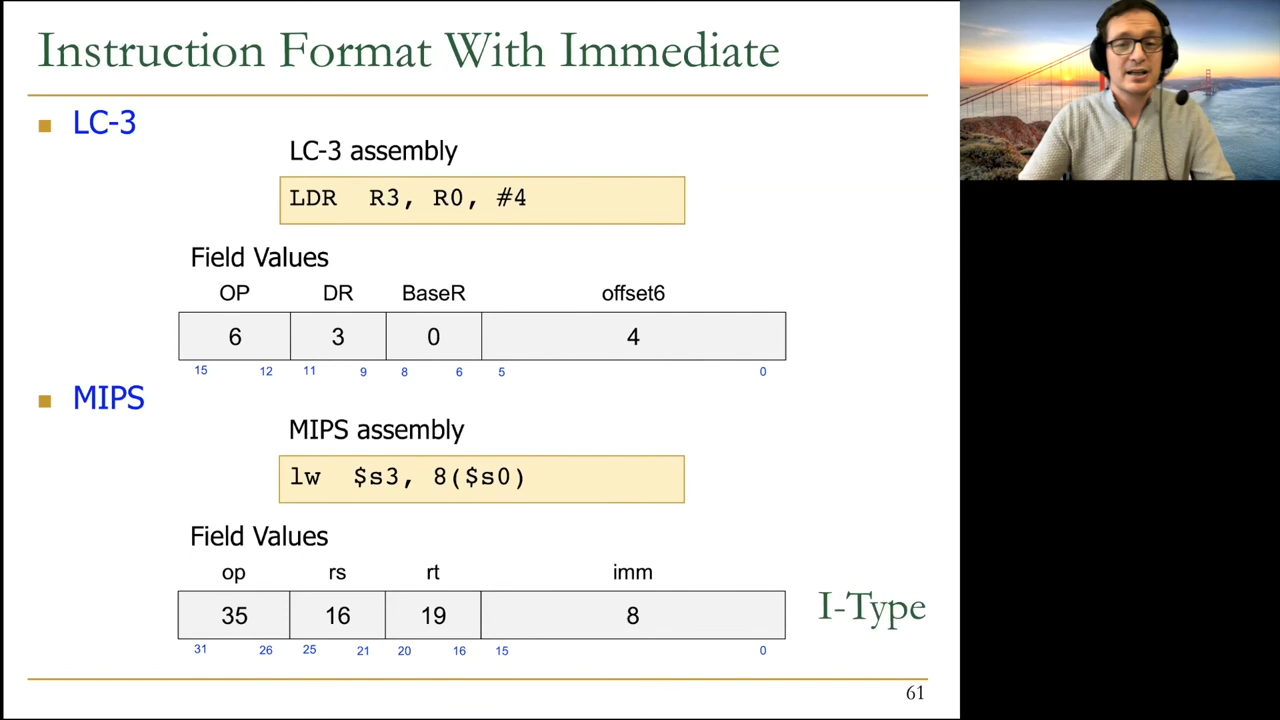 Instruction Format With Immediate
LC-3
LC-3 assembly
LDR R3, R0, #4
Field Values
OP DR BaseR offset6
6 3 0 4
15 12 11 9 8 6 5 0
MIPS
MIPS assembly
lw $s3, 8($s0)
Field Values
op rs rt imm
35 16 19 8
I-Type
31 26 25 21 20 16 15 0
61